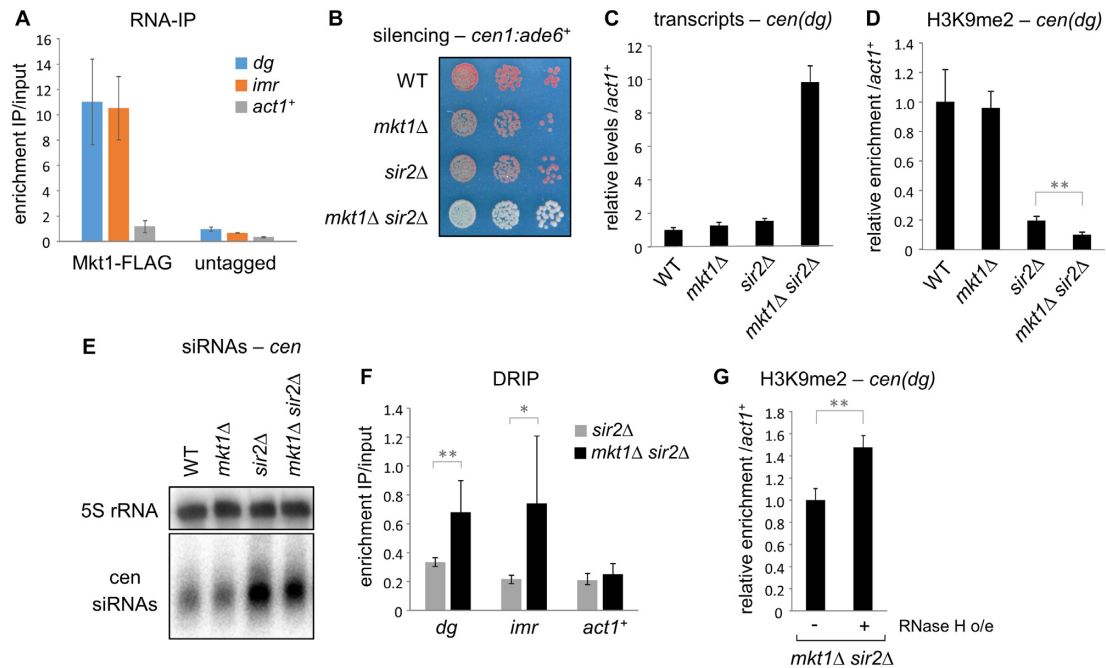 A RNA-IP
enrichment IP/input
16
14
12
10
8
6
4
2
0
dg
imr
act1+
Mkt1-FLAG untagged
B
silencing – cen1:ade6+
WT
mkt1Δ
sir2Δ
mkt1Δ sir2Δ
C transcripts – cen(dg)
relative levels /act1+
12
10
8
6
4
2
0
WT mkt1Δ sir2Δ mkt1Δ sir2Δ
D H3K9me2 – cen(dg)
relative enrichment /act1+
1.4
1.2
1.0
0.8
0.6
0.4
0.2
0
**
WT mkt1Δ sir2Δ mkt1Δ sir2Δ
E siRNAs – cen
WT mkt1Δ sir2Δ mkt1Δ sir2Δ
5S rRNA
cen
siRNAs
F DRIP
enrichment IP/input
1.4
1.2
1.0
0.8
0.6
0.4
0.2
0
** *
sir2Δ
mkt1Δ sir2Δ
dg imr act1+
G H3K9me2 – cen(dg)
relative enrichment /act1+
1.8
1.6
1.4
1.2
1.0
0.8
0.6
0.4
0.2
0
**
- + RNase H o/e
mkt1Δ sir2Δ